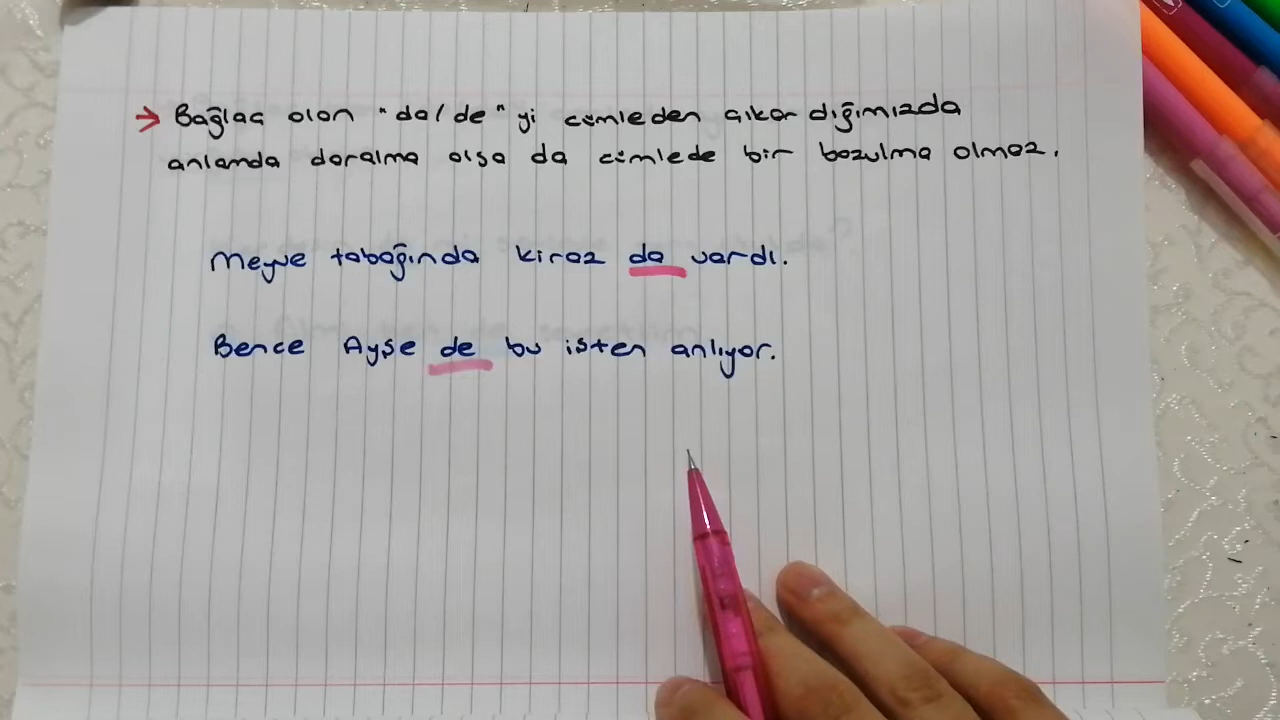 → Bağlaç olan "da/de" yi cümleden çıkardığımızda
anlamda daralma olsa da cümlede bir bozulma olmaz.
Meyve tabağında kiraz da vardı.
Bence Ayşe de bu işten anlıyor.